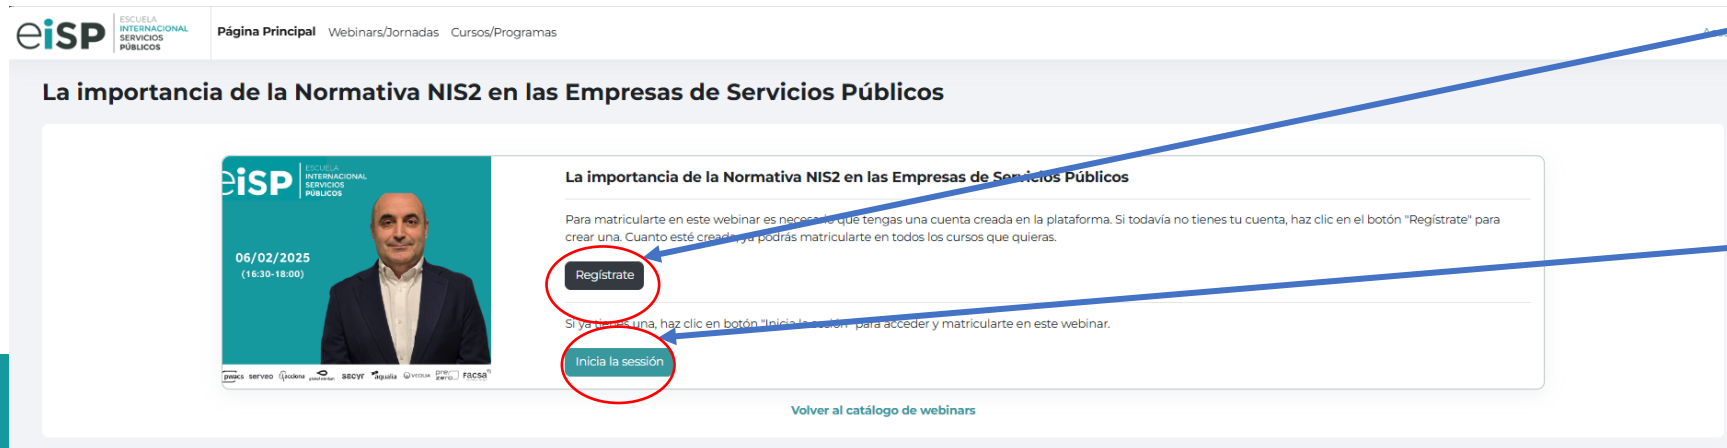 eiSP
ESCUELA
INTERNACIONAL
SERVICIOS
PÚBLICOS
Página Principal Webinars/Jornadas Cursos/Programas
La importancia de la Normativa NIS2 en las Empresas de Servicios Públicos
eiSP
ESCUELA
INTERNACIONAL
SERVICIOS
PÚBLICOS
06/02/2025
(16:30-18:00)
pwacs serveo acciona sacyr aqualia VEOLIA prezero FACSA
La importancia de la Normativa NIS2 en las Empresas de Servicios Públicos
Para matricularte en este webinar es necesario que tengas una cuenta creada en la plataforma. Si todavía no tienes tu cuenta, haz clic en el botón "Regístrate" para
crear una. Cuanto esté creada, ya podrás matricularte en todos los cursos que quieras.
Regístrate
Si ya tienes una, haz clic en botón "Inicia la sesión" para acceder y matricularte en este webinar.
Inicia la sessión
Volver al catálogo de webinars